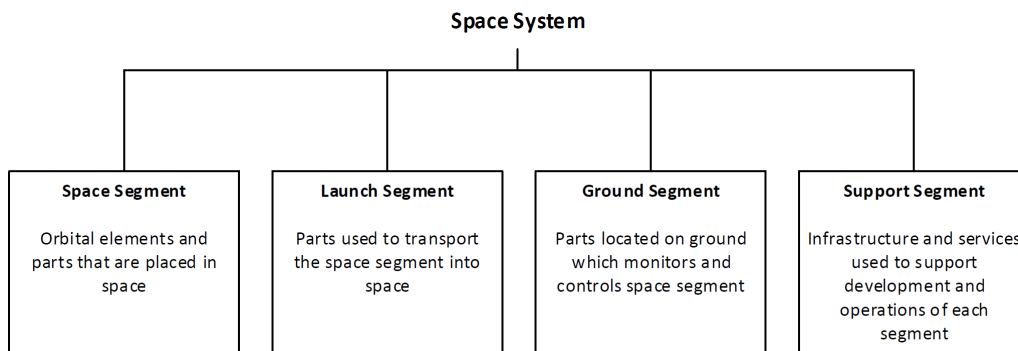 Space System
Space Segment
Orbital elements and
parts that are placed in
space
Launch Segment
Parts used to transport
the space segment into
space
Ground Segment
Parts located on ground
which monitors and
controls space segment
Support Segment
Infrastructure and services
used to support
development and
operations of each
segment